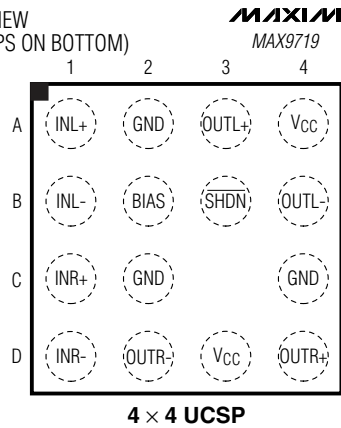 IEW MAXIM
PS ON BOTTOM) MAX9719
1 2 3 4
A INL+ GND OUTL+ VCC
B INL- BIAS SHDN OUTL-
C INR+ GND GND
D INR- OUTR- VCC OUTR+
4 × 4 UCSP